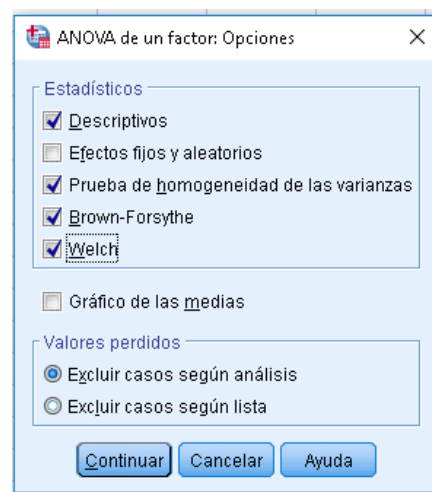 ANOVA de un factor: Opciones
Estadísticos
Descriptivos
Efectos fijos y aleatorios
Prueba de homogeneidad de las varianzas
Brown-Forsythe
Welch
Gráfico de las medias
Valores perdidos
Excluir casos según análisis
Excluir casos según lista
Continuar Cancelar Ayuda